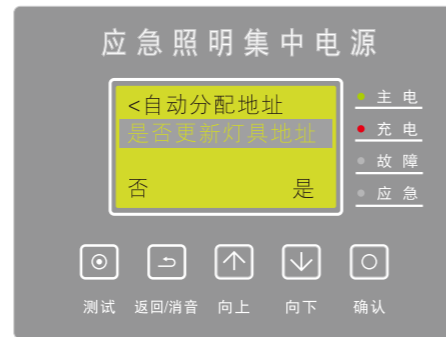 应急照明集中电源
<自动分配地址
是否更新灯具地址
否 是
主电
充电
故障
应急
测试 返回/消音 向上 向下 确认